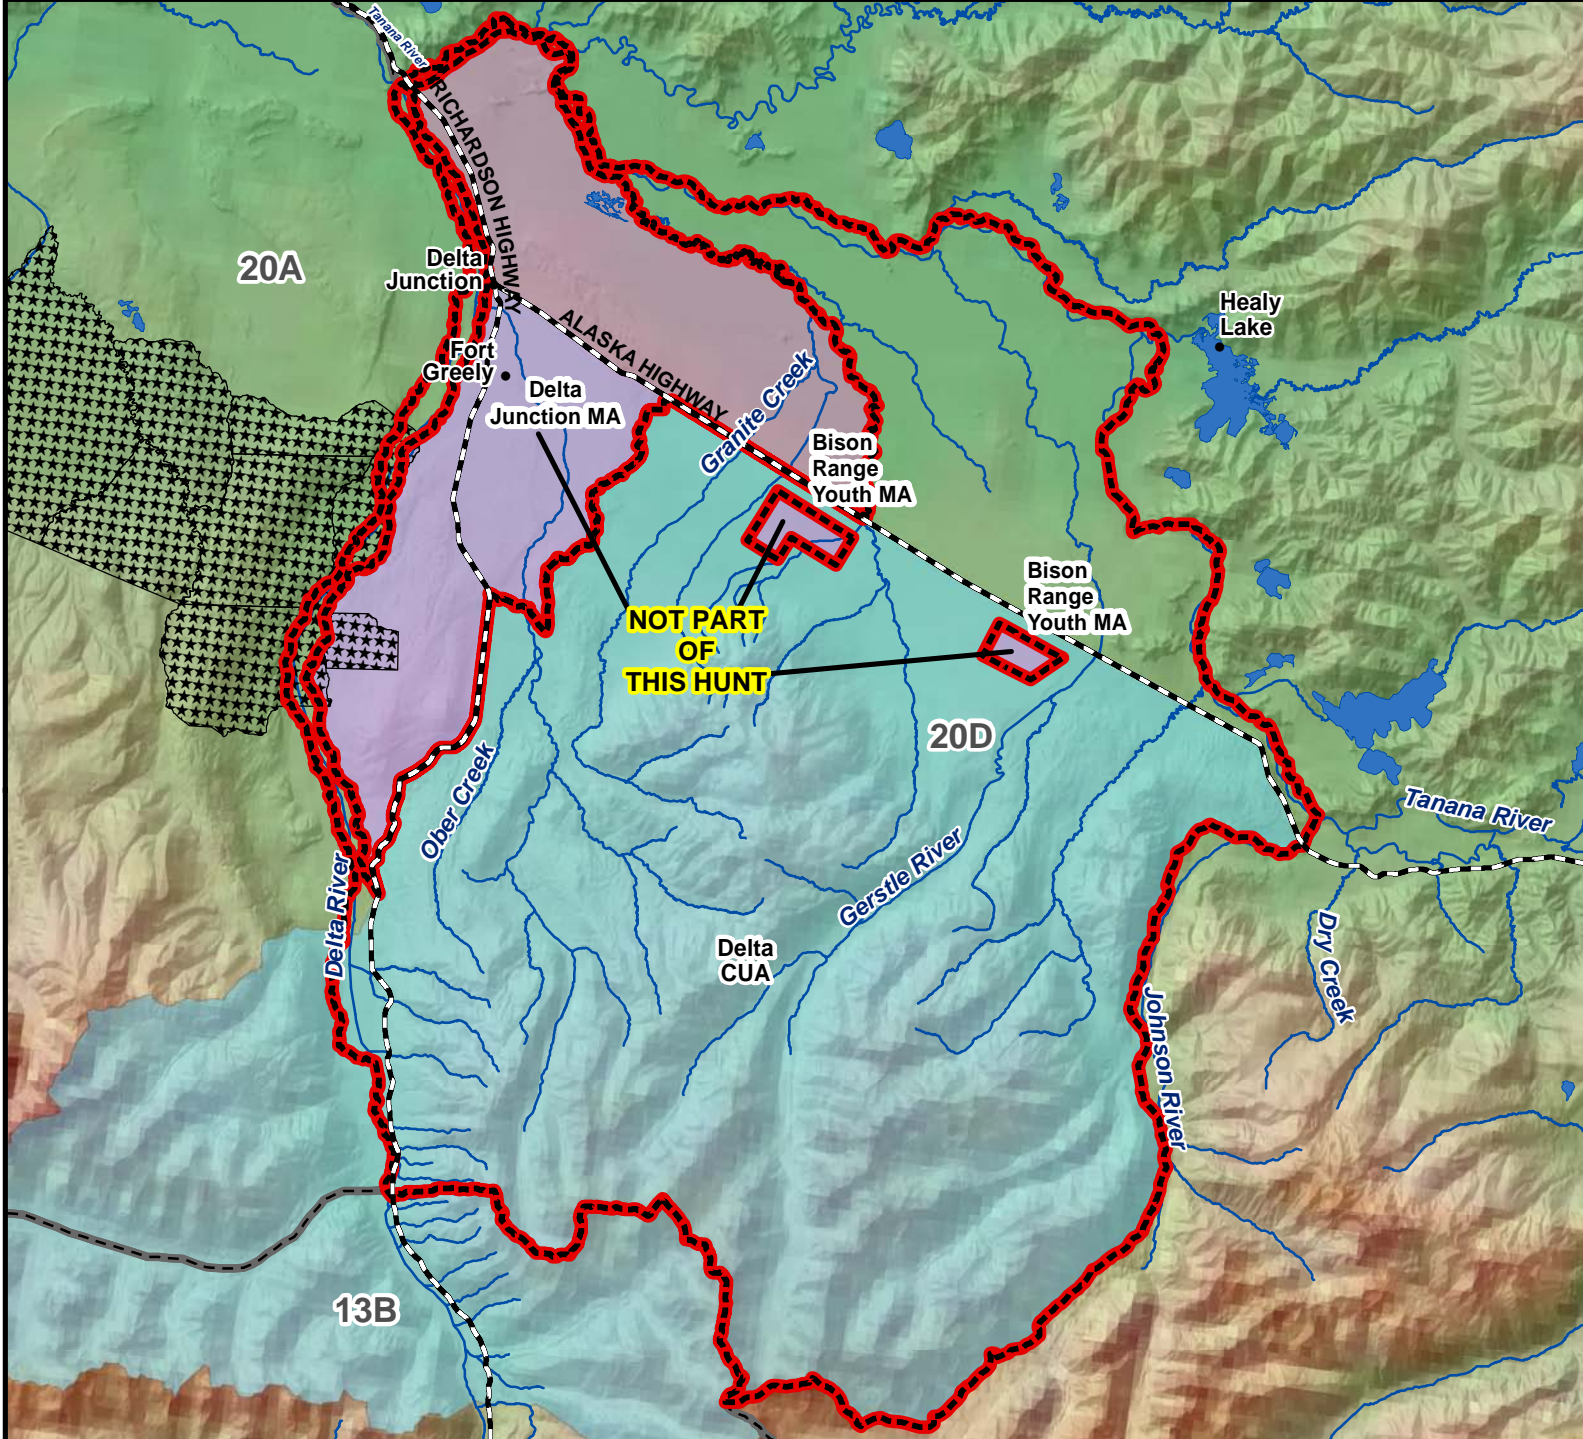 Tanana River
RICHARDSON HIGHWAY
20A
Delta
Junction
Healy
Lake
ALASKA HIGHWAY
Fort
Greely
Delta
Junction MA
Granite Creek
Bison
Range
Youth MA
Bison
Range
Youth MA
NOT PART
OF
THIS HUNT
20D
Ober Creek
Tanana River
Gerstle River
Delta River
Delta
CUA
Dry Creek
Johnson River
13B